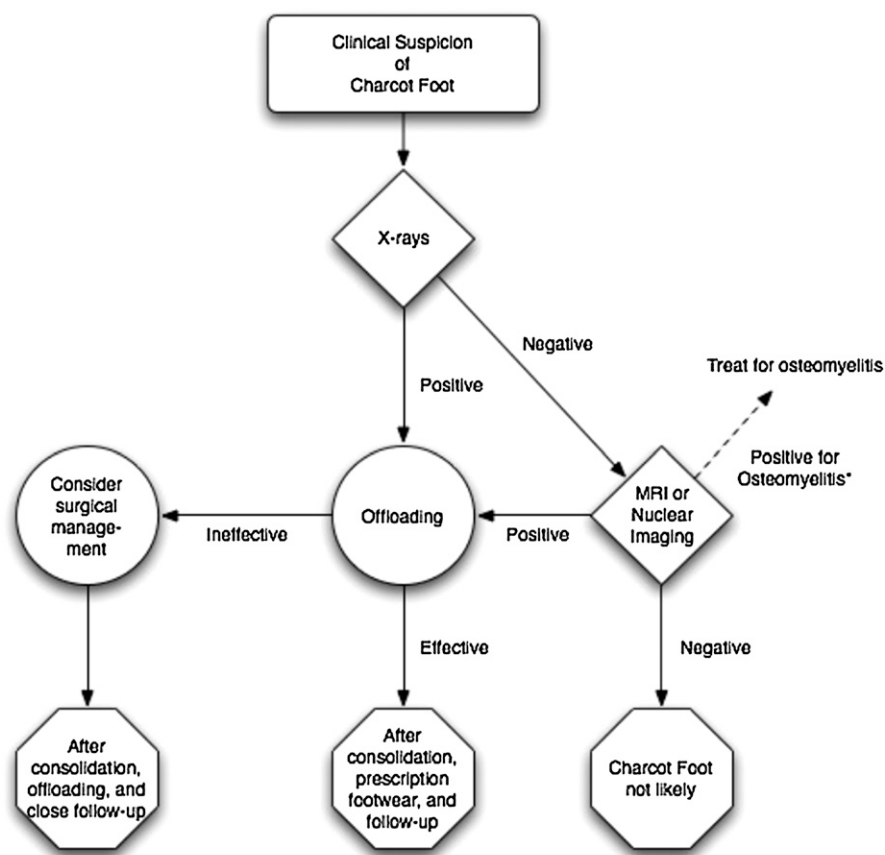 Clinical Suspicion
of
Charcot Foot
X-rays
Negative
Positive
Treat for osteomyelitis
Positive for
Osteomyelitis*
Consider
surgical
manage-
ment
Ineffective
Offloading
Positive
MRI or
Nuclear
Imaging
Effective
Negative
After
consolidation,
offloading, and
close follow-up
After
consolidation,
prescription
footwear, and
follow-up
Charcot Foot
not likely